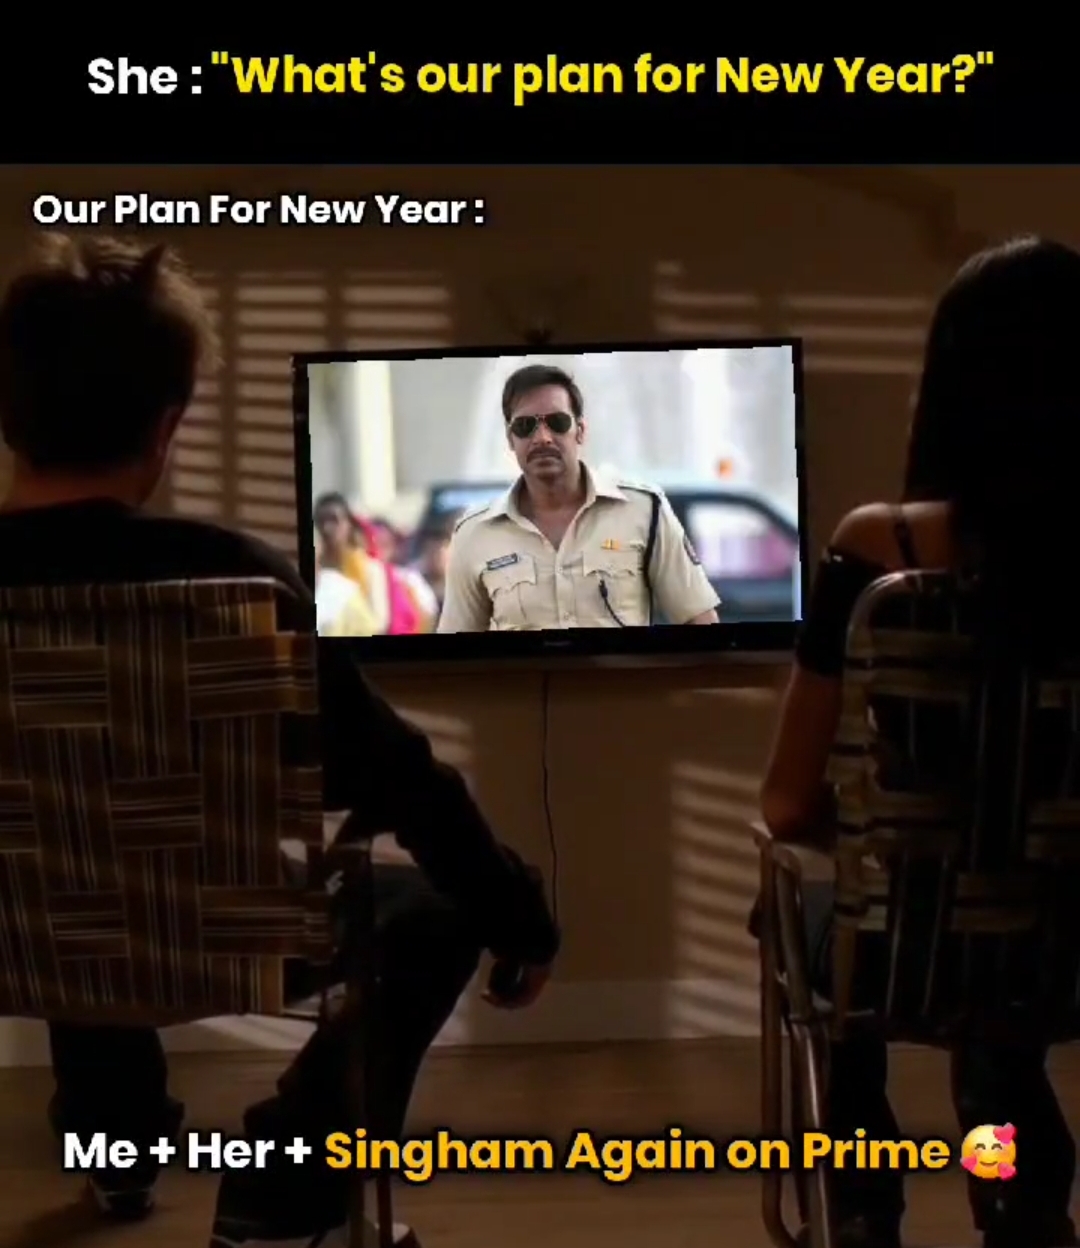 She : "What's our plan for New Year?"
Our Plan For New Year :
Me + Her + Singham Again on Prime 🥰